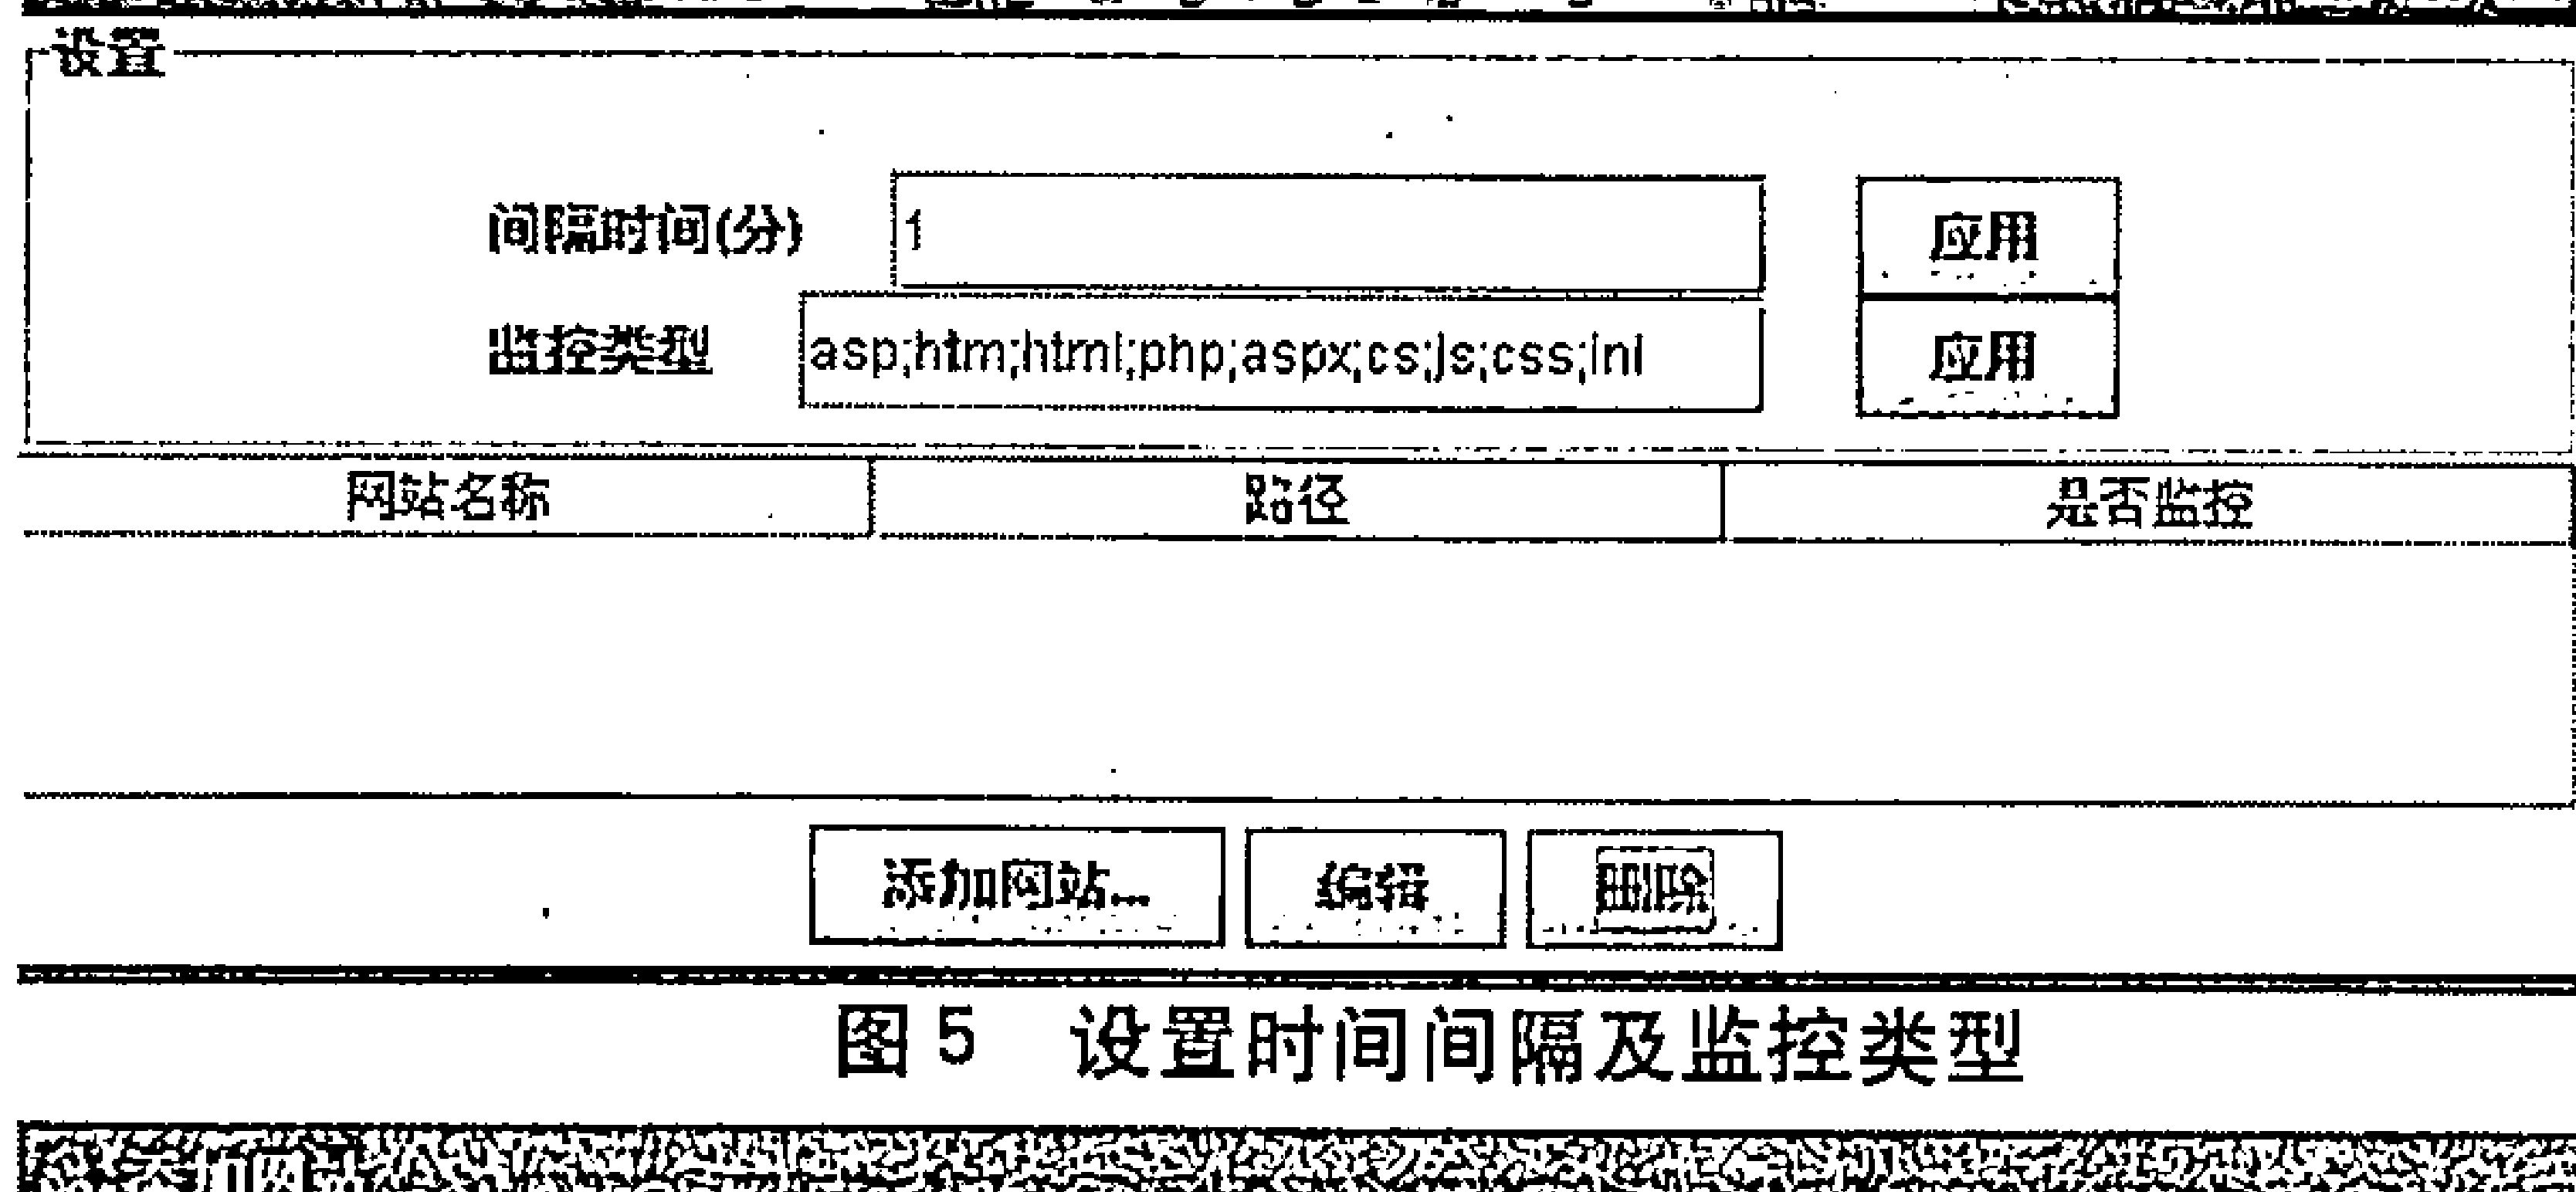 设置
间隔时间(分) 1 应用
监控类型 asp;htm;html;php;aspx;cs;js;css;ini 应用
网站名称 路径 是否监控
添加网站... 编辑 删除
图5 设置时间间隔及监控类型